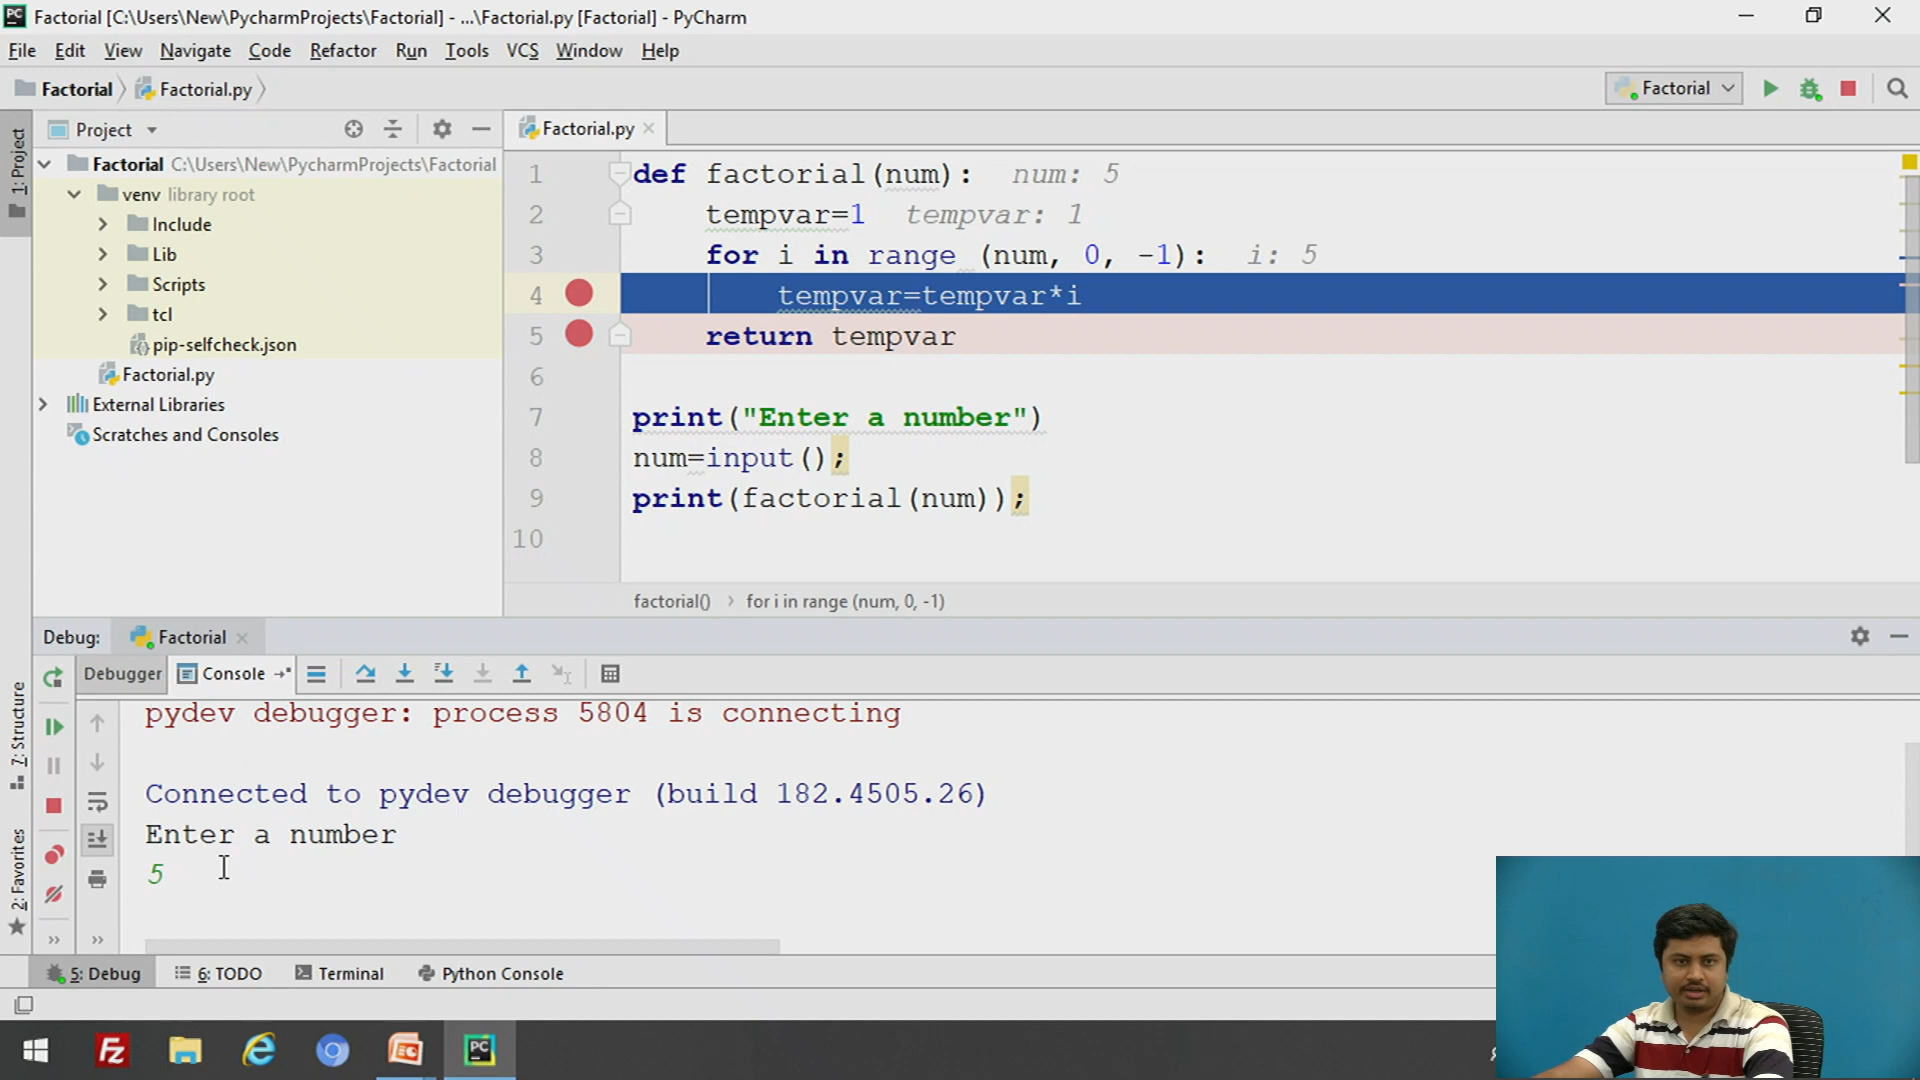 Factorial [C:\Users\New\PycharmProjects\Factorial] - ...\Factorial.py [Factorial] - PyCharm
File Edit View Navigate Code Refactor Run Tools VCS Window Help
Factorial Factorial.py Factorial
1: Project
Project
Factorial.py
Factorial C:\Users\New\PycharmProjects\Factorial
venv library root
Include
Lib
Scripts
tcl
pip-selfcheck.json
Factorial.py
External Libraries
Scratches and Consoles
1 def factorial(num): num: 5
2 tempvar=1 tempvar: 1
3 for i in range (num, 0, -1): i: 5
4 tempvar=tempvar*i
5 return tempvar
6
7 print("Enter a number")
8 num=input();
9 print(factorial(num));
10
factorial() for i in range (num, 0, -1)
Debug: Factorial
Debugger Console
7: Structure
2: Favorites
pydev debugger: process 5804 is connecting
Connected to pydev debugger (build 182.4505.26)
Enter a number
5
5: Debug 6: TODO Terminal Python Console